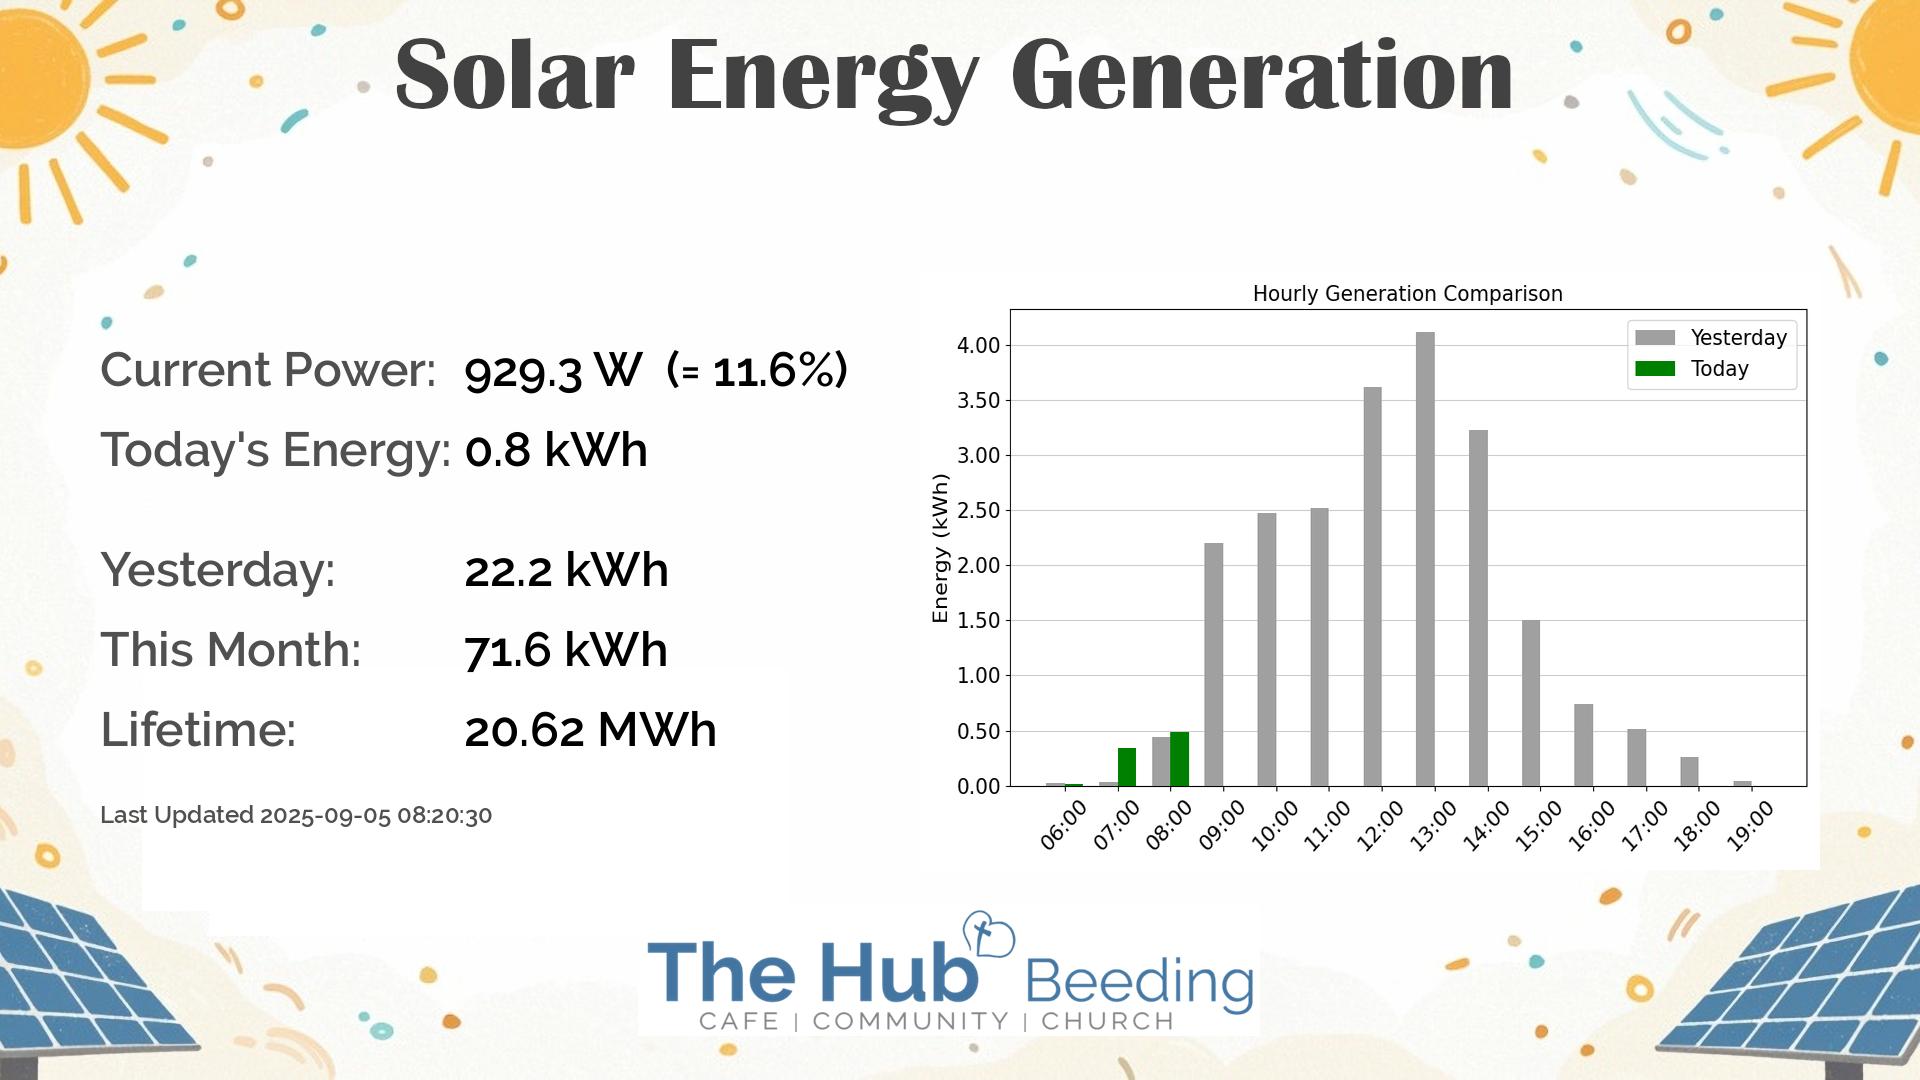 Solar Energy Generation
Current Power: 929.3 W (= 11.6%)
Today's Energy: 0.8 kWh
Yesterday: 22.2 kWh
This Month: 71.6 kWh
Lifetime: 20.62 MWh
Last Updated 2025-09-05 08:20:30
Hourly Generation Comparison
Yesterday
Today
Energy (kWh)
4.00
3.50
3.00
2.50
2.00
1.50
1.00
0.50
0.00
06:00 07:00 08:00 09:00 10:00 11:00 12:00 13:00 14:00 15:00 16:00 17:00 18:00 19:00
The Hub Beeding
CAFE | COMMUNITY | CHURCH